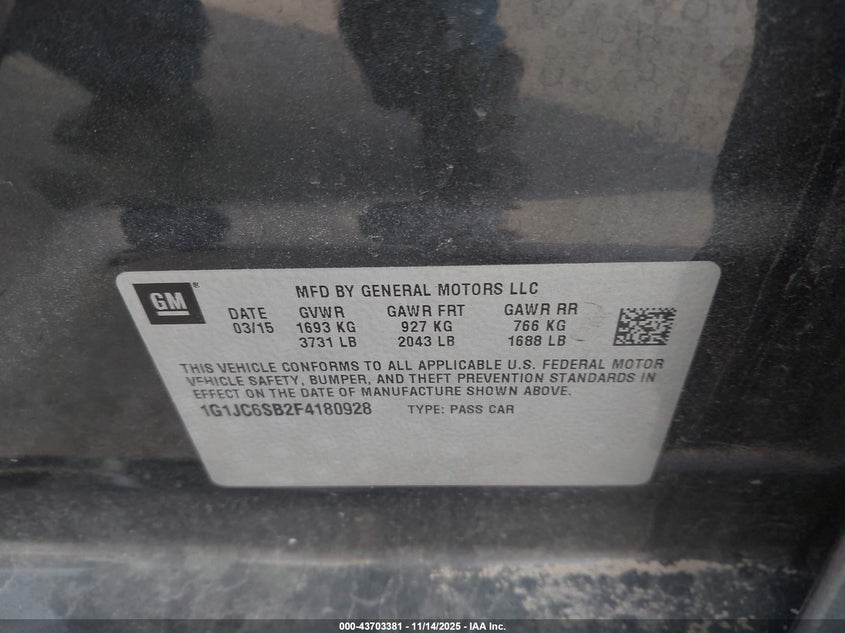 GM®
MFD BY GENERAL MOTORS LLC
DATE GVWR GAWR FRT GAWR RR
03/15 1693 KG 927 KG 766 KG
3731 LB 2043 LB 1688 LB
THIS VEHICLE CONFORMS TO ALL APPLICABLE U.S. FEDERAL MOTOR
VEHICLE SAFETY, BUMPER, AND THEFT PREVENTION STANDARDS IN
EFFECT ON THE DATE OF MANUFACTURE SHOWN ABOVE.
1G1JC6SB2F4180928 TYPE: PASS CAR
000-43703381 - 11/14/2025 - IAA Inc.